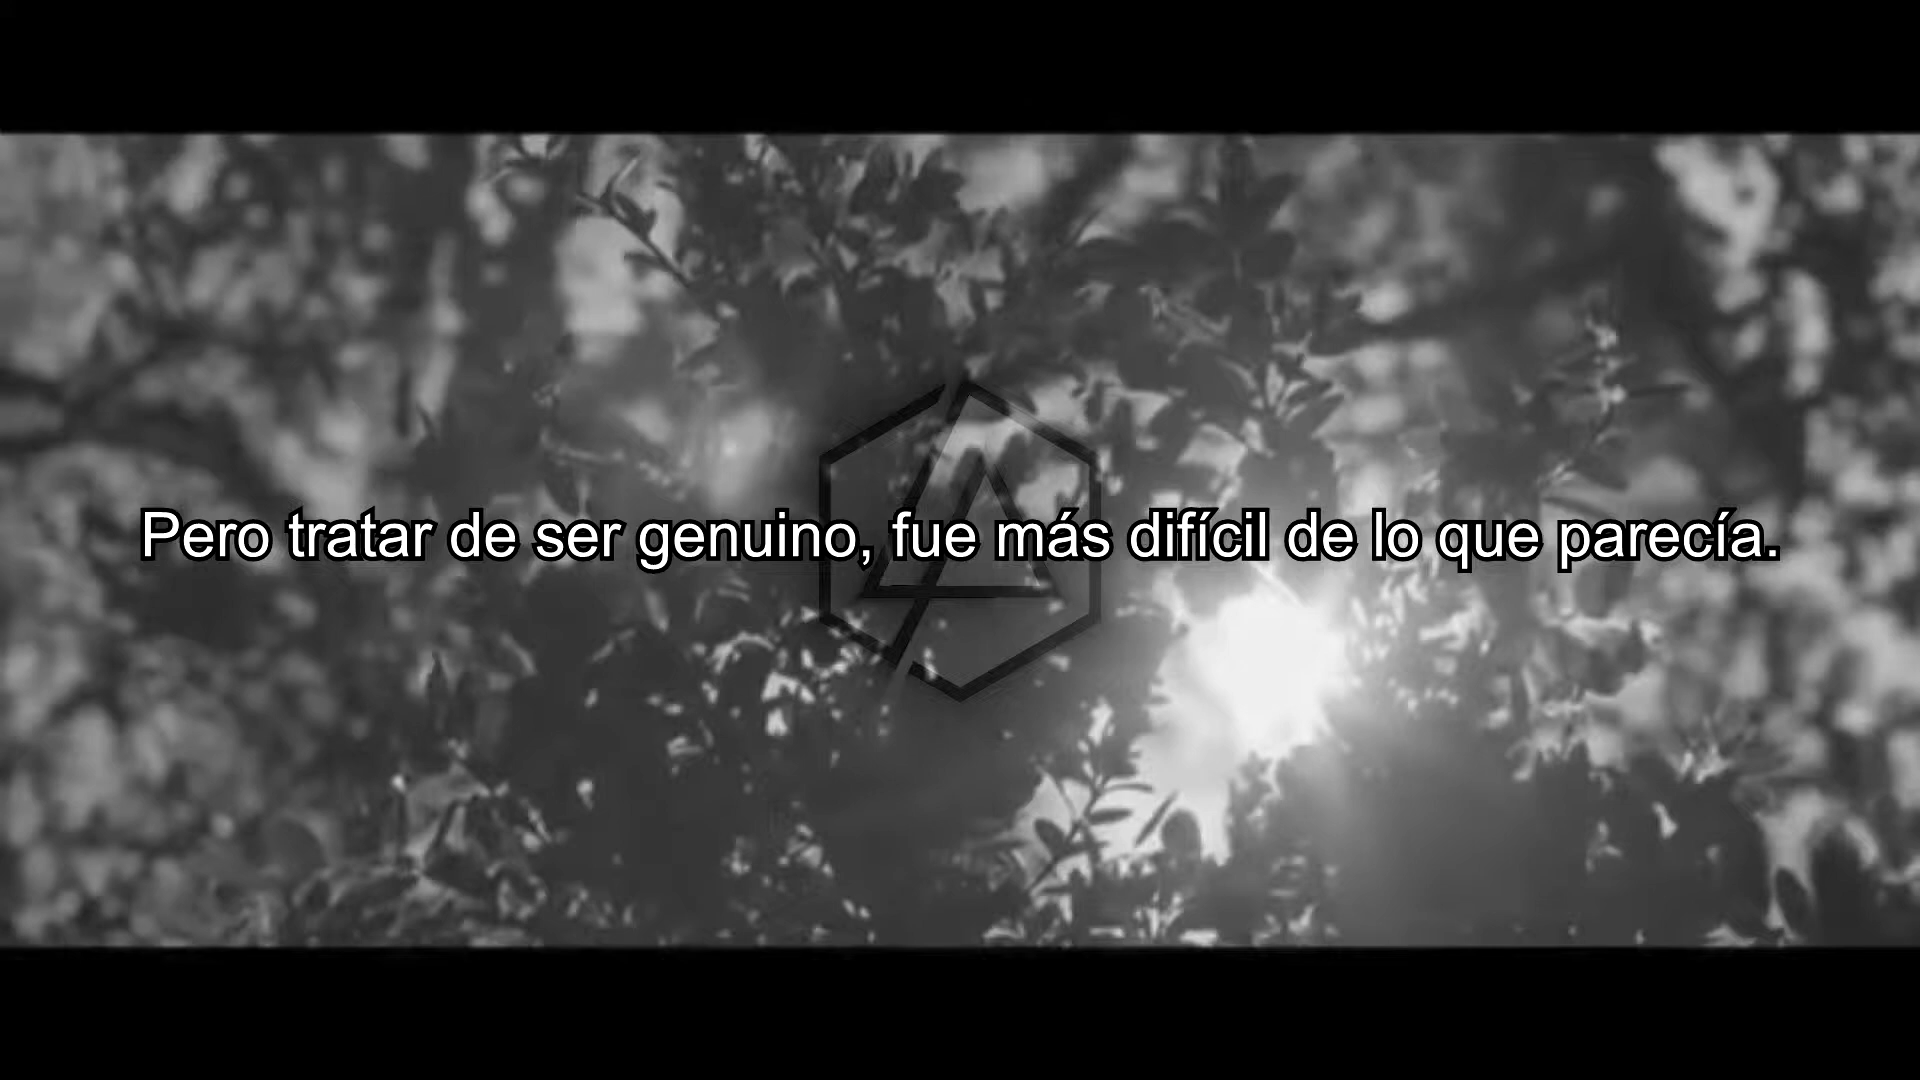 Pero tratar de ser genuino, fue más difícil de lo que parecía.